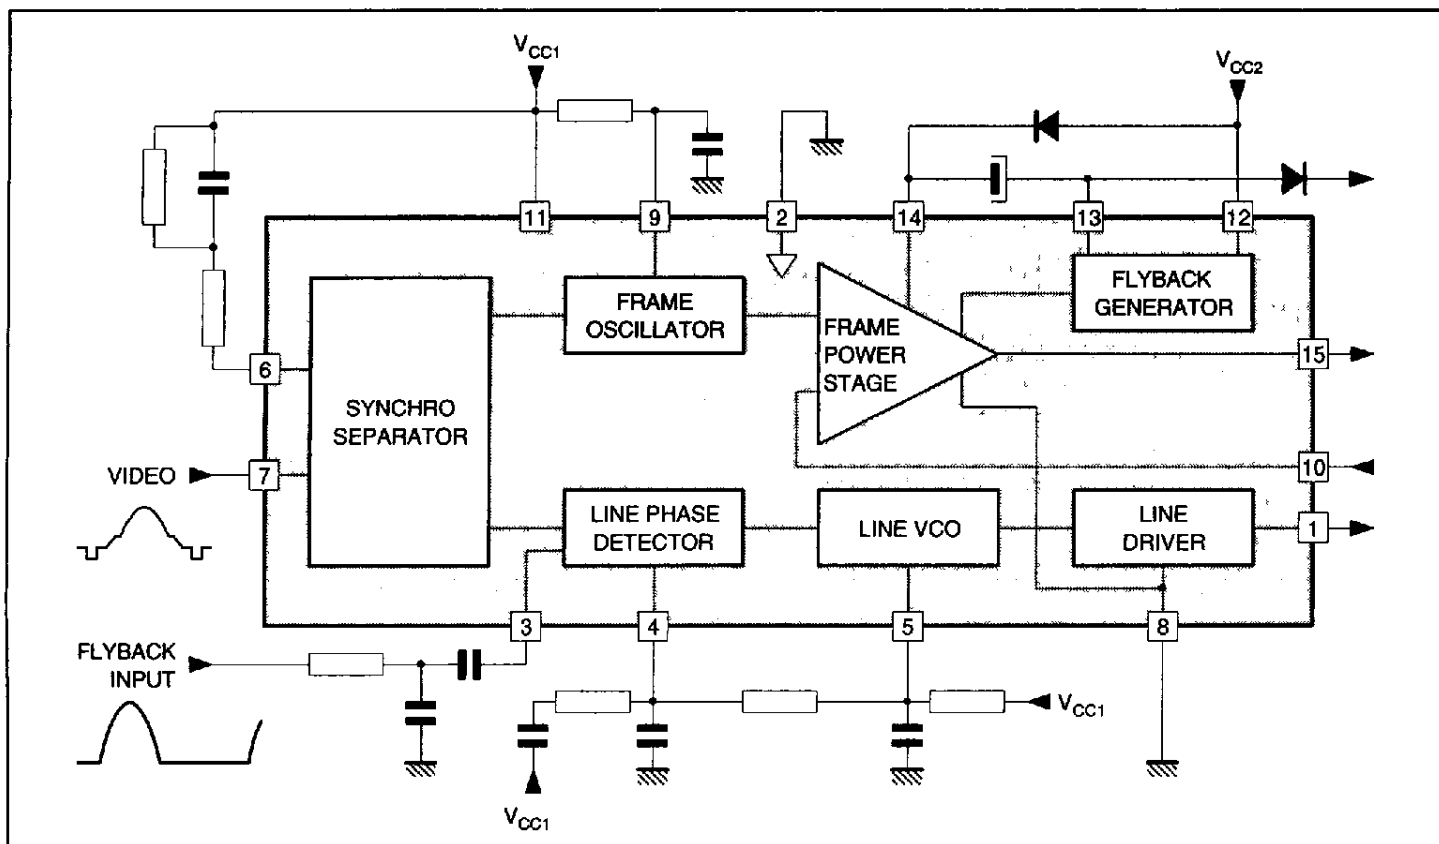 VCC1
VCC2
11
9
2
14
13
12
FRAME
OSCILLATOR
FLYBACK
GENERATOR
FRAME
POWER
STAGE
15
6
SYNCHRO
SEPARATOR
VIDEO
7
10
LINE PHASE
DETECTOR
LINE VCO
LINE
DRIVER
1
3
4
5
8
FLYBACK
INPUT
VCC1
VCC1